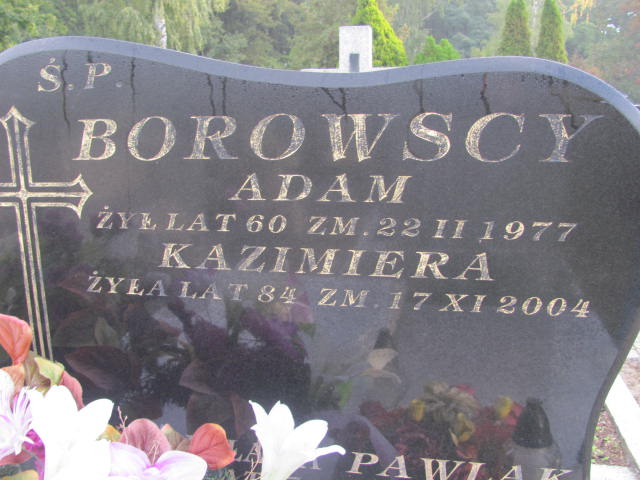 Ś.P.
BOROWSCY
ADAM
ŻYŁ LAT 60 ZM. 22 II 1977
KAZIMIERA
ŻYŁA LAT 84 ZM. 17 XI 2004
PAWLAK